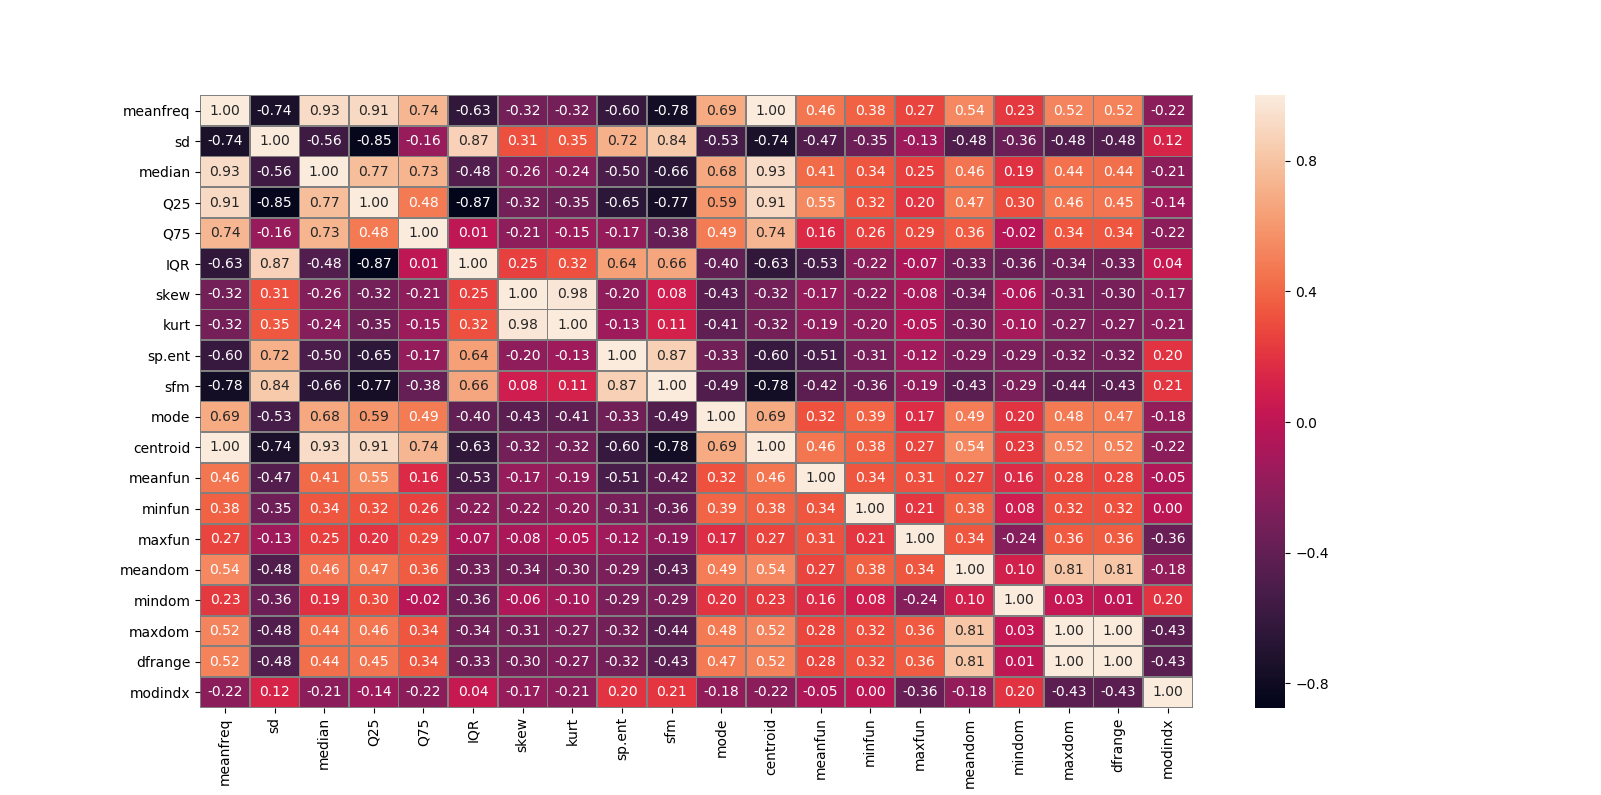 meanfreq 1.00 -0.74 0.93 0.91 0.74 -0.63 -0.32 -0.32 -0.60 -0.78 0.69 1.00 0.46 0.38 0.27 0.54 0.23 0.52 0.52 -0.22
sd -0.74 1.00 -0.56 -0.85 -0.16 0.87 0.31 0.35 0.72 0.84 -0.53 -0.74 -0.47 -0.35 -0.13 -0.48 -0.36 -0.48 -0.48 0.12
0.8
median 0.93 -0.56 1.00 0.77 0.73 -0.48 -0.26 -0.24 -0.50 -0.66 0.68 0.93 0.41 0.34 0.25 0.46 0.19 0.44 0.44 -0.21
Q25 0.91 -0.85 0.77 1.00 0.48 -0.87 -0.32 -0.35 -0.65 -0.77 0.59 0.91 0.55 0.32 0.20 0.47 0.30 0.46 0.45 -0.14
Q75 0.74 -0.16 0.73 0.48 1.00 0.01 -0.21 -0.15 -0.17 -0.38 0.49 0.74 0.16 0.26 0.29 0.36 -0.02 0.34 0.34 -0.22
IQR -0.63 0.87 -0.48 -0.87 0.01 1.00 0.25 0.32 0.64 0.66 -0.40 -0.63 -0.53 -0.22 -0.07 -0.33 -0.36 -0.34 -0.33 0.04
0.4
skew -0.32 0.31 -0.26 -0.32 -0.21 0.25 1.00 0.98 -0.20 0.08 -0.43 -0.32 -0.17 -0.22 -0.08 -0.34 -0.06 -0.31 -0.30 -0.17
kurt -0.32 0.35 -0.24 -0.35 -0.15 0.32 0.98 1.00 -0.13 0.11 -0.41 -0.32 -0.19 -0.20 -0.05 -0.30 -0.10 -0.27 -0.27 -0.21
sp.ent -0.60 0.72 -0.50 -0.65 -0.17 0.64 -0.20 -0.13 1.00 0.87 -0.33 -0.60 -0.51 -0.31 -0.12 -0.29 -0.29 -0.32 -0.32 0.20
sfm -0.78 0.84 -0.66 -0.77 -0.38 0.66 0.08 0.11 0.87 1.00 -0.49 -0.78 -0.42 -0.36 -0.19 -0.43 -0.29 -0.44 -0.43 0.21
mode 0.69 -0.53 0.68 0.59 0.49 -0.40 -0.43 -0.41 -0.33 -0.49 1.00 0.69 0.32 0.39 0.17 0.49 0.20 0.48 0.47 -0.18
0.0
centroid 1.00 -0.74 0.93 0.91 0.74 -0.63 -0.32 -0.32 -0.60 -0.78 0.69 1.00 0.46 0.38 0.27 0.54 0.23 0.52 0.52 -0.22
meanfun 0.46 -0.47 0.41 0.55 0.16 -0.53 -0.17 -0.19 -0.51 -0.42 0.32 0.46 1.00 0.34 0.31 0.27 0.16 0.28 0.28 -0.05
minfun 0.38 -0.35 0.34 0.32 0.26 -0.22 -0.22 -0.20 -0.31 -0.36 0.39 0.38 0.34 1.00 0.21 0.38 0.08 0.32 0.32 0.00
maxfun 0.27 -0.13 0.25 0.20 0.29 -0.07 -0.08 -0.05 -0.12 -0.19 0.17 0.27 0.31 0.21 1.00 0.34 -0.24 0.36 0.36 -0.36
−0.4
meandom 0.54 -0.48 0.46 0.47 0.36 -0.33 -0.34 -0.30 -0.29 -0.43 0.49 0.54 0.27 0.38 0.34 1.00 0.10 0.81 0.81 -0.18
mindom 0.23 -0.36 0.19 0.30 -0.02 -0.36 -0.06 -0.10 -0.29 -0.29 0.20 0.23 0.16 0.08 -0.24 0.10 1.00 0.03 0.01 0.20
maxdom 0.52 -0.48 0.44 0.46 0.34 -0.34 -0.31 -0.27 -0.32 -0.44 0.48 0.52 0.28 0.32 0.36 0.81 0.03 1.00 1.00 -0.43
dfrange 0.52 -0.48 0.44 0.45 0.34 -0.33 -0.30 -0.27 -0.32 -0.43 0.47 0.52 0.28 0.32 0.36 0.81 0.01 1.00 1.00 -0.43
modindx -0.22 0.12 -0.21 -0.14 -0.22 0.04 -0.17 -0.21 0.20 0.21 -0.18 -0.22 -0.05 0.00 -0.36 -0.18 0.20 -0.43 -0.43 1.00
−0.8
meanfreq sd median Q25 Q75 IQR skew kurt sp.ent sfm mode centroid meanfun minfun maxfun meandom mindom maxdom dfrange modindx